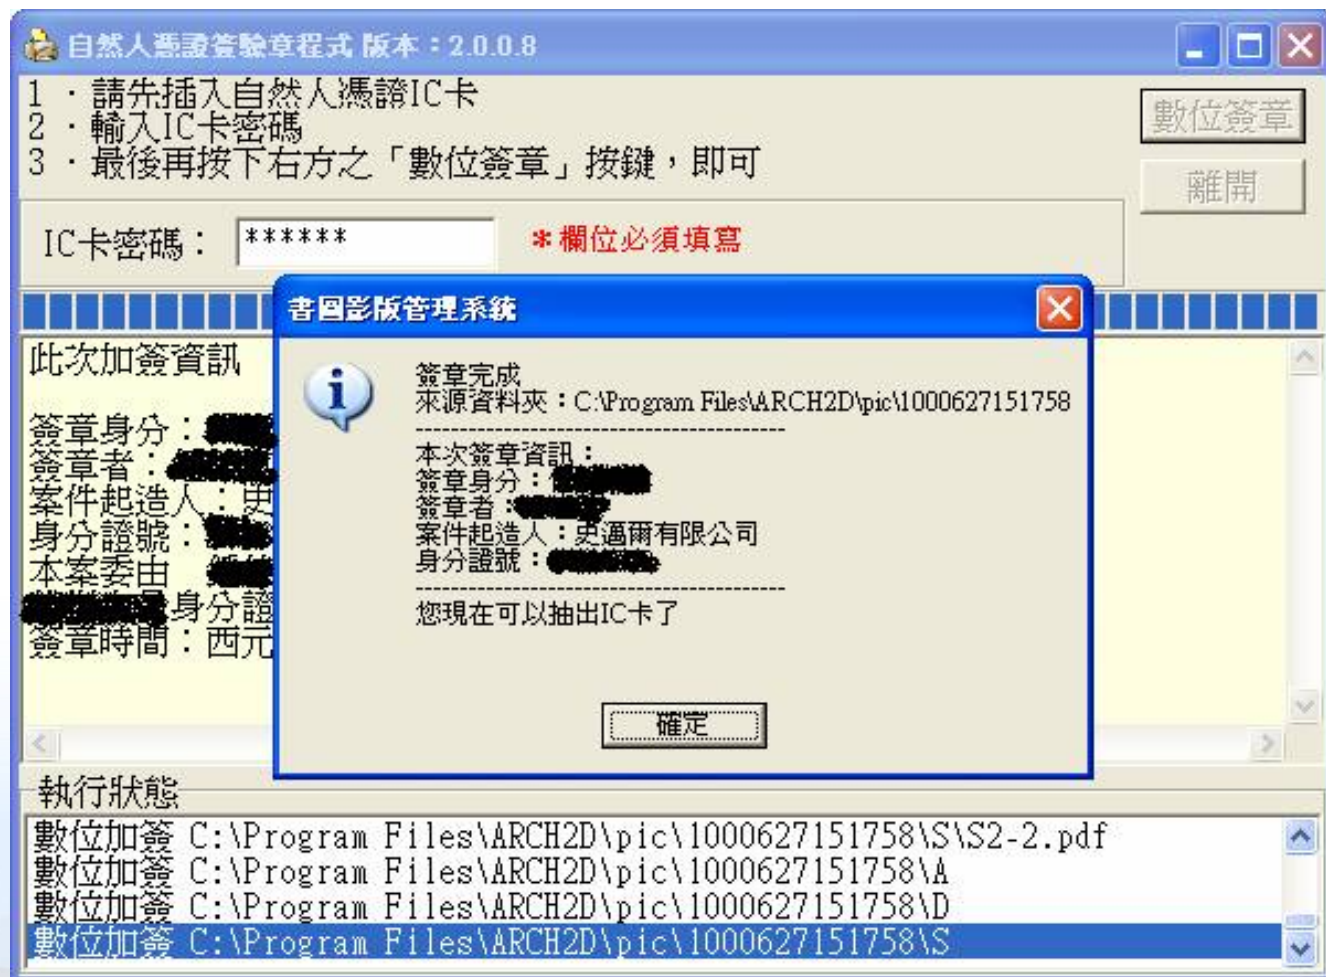 自然人憑證簽驗章程式 版本：2.0.0.8
1．請先插入自然人憑證IC卡
2．輸入IC卡密碼
3．最後再按下右方之「數位簽章」按鍵，即可
數位簽章
離開
IC卡密碼：
******
*欄位必須填寫
此次加簽資訊
簽章身分：
簽章者：
案件起造人：史
身分證號：
本案委由
身分證
簽章時間：西元
書圖影版管理系統
簽章完成
來源資料夾：C:\Program Files\ARCH2D\pic\1000627151758
----------------------------------------
本次簽章資訊：
簽章身分：
簽章者：
案件起造人：史邁爾有限公司
身分證號：
----------------------------------------
您現在可以抽出IC卡了
確定
執行狀態
數位加簽 C:\Program Files\ARCH2D\pic\1000627151758\S\S2-2.pdf
數位加簽 C:\Program Files\ARCH2D\pic\1000627151758\A
數位加簽 C:\Program Files\ARCH2D\pic\1000627151758\D
數位加簽 C:\Program Files\ARCH2D\pic\1000627151758\S